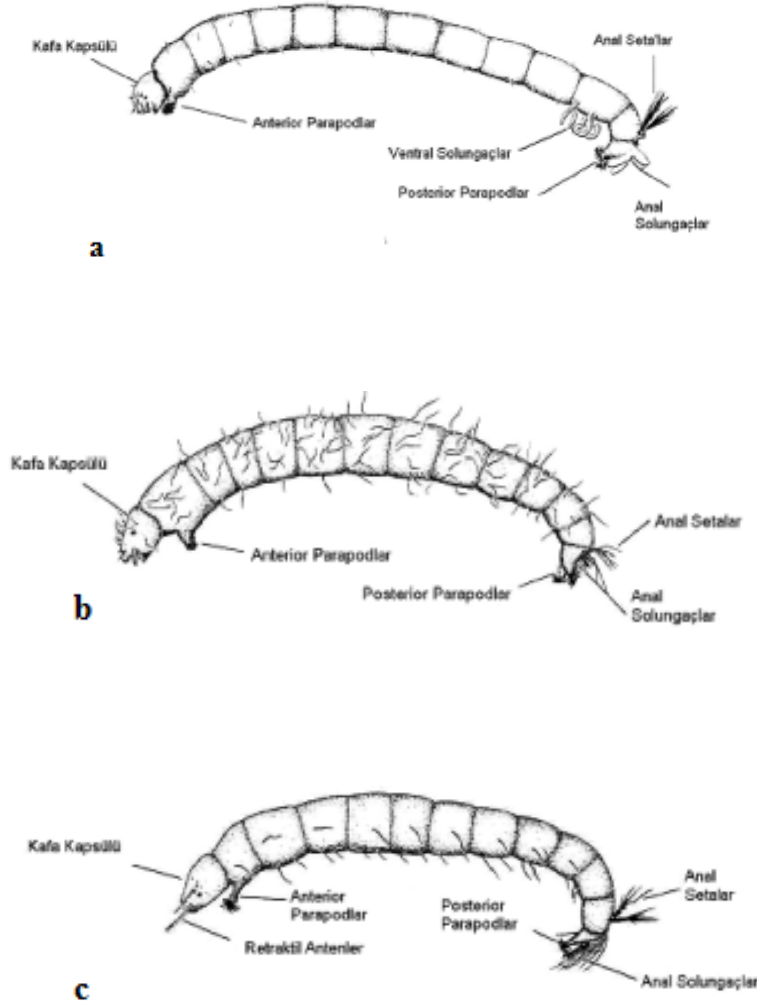 Anal Seta'lar
Kafa Kapsülü
Anterior Parapodlar
Ventral Solungaçlar
Posterior Parapodlar
Anal
Solungaçlar
a
Kafa Kapsülü
Anal Setalar
Anterior Parapodlar
Posterior Parapodlar
Anal
Solungaçlar
b
Kafa Kapsülü
Anal
Setalar
Anterior
Parapodlar
Posterior
Parapodlar
Retraktil Antenler
Anal Solungaçlar
c